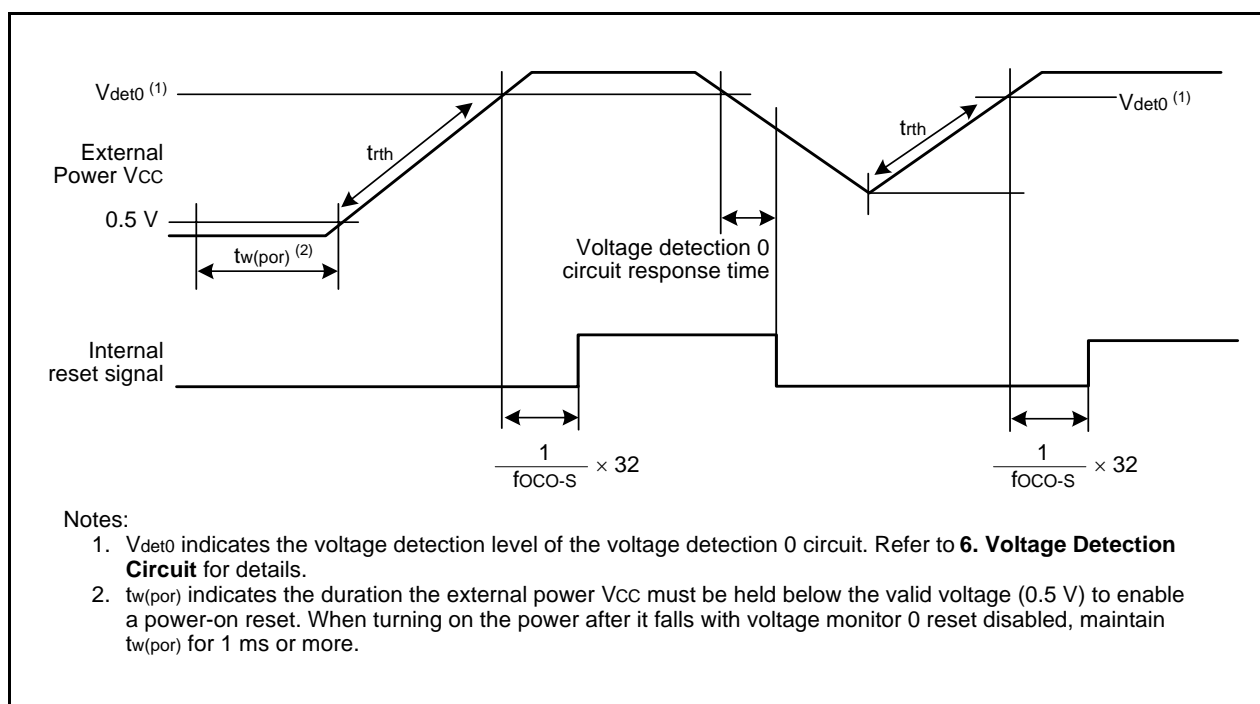 Vdet0 (1)
trth
External
Power VCC
0.5 V
tw(por) (2)
Voltage detection 0
circuit response time
trth
Vdet0 (1)
Internal
reset signal
1
fOCO-S
× 32
1
fOCO-S
× 32
Notes:
1. Vdet0 indicates the voltage detection level of the voltage detection 0 circuit. Refer to 6. Voltage Detection
Circuit for details.
2. tw(por) indicates the duration the external power VCC must be held below the valid voltage (0.5 V) to enable
a power-on reset. When turning on the power after it falls with voltage monitor 0 reset disabled, maintain
tw(por) for 1 ms or more.